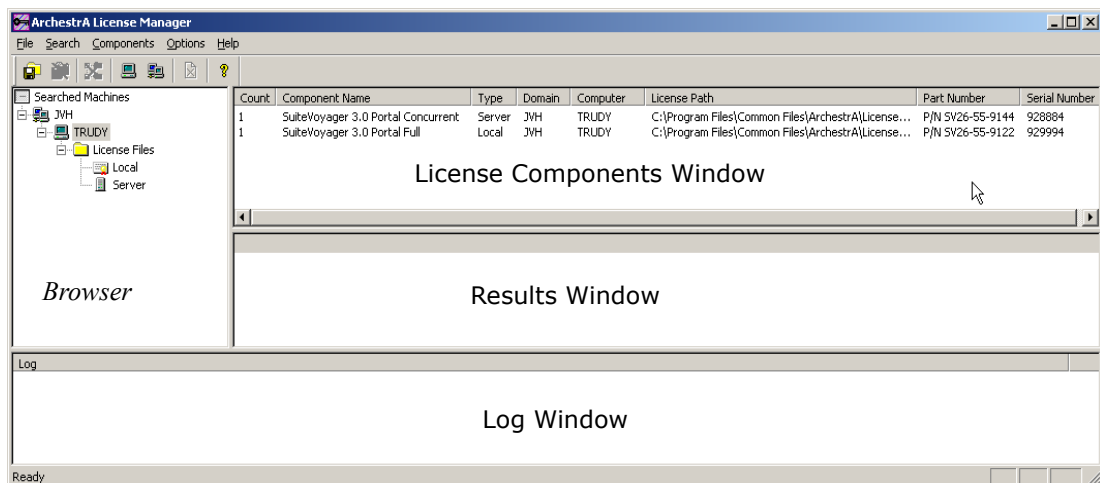 ArchestrA License Manager
File Search Components Options Help
Searched Machines
JVH
TRUDY
License Files
Local
Server
Count Component Name Type Domain Computer License Path Part Number Serial Number
1 SuiteVoyager 3.0 Portal Concurrent Server JVH TRUDY C:\Program Files\Common Files\ArchestrA\License... P/N SV26-55-9144 928884
1 SuiteVoyager 3.0 Portal Full Local JVH TRUDY C:\Program Files\Common Files\ArchestrA\License... P/N SV26-55-9122 929994
License Components Window
Browser
Results Window
Log
Log Window
Ready